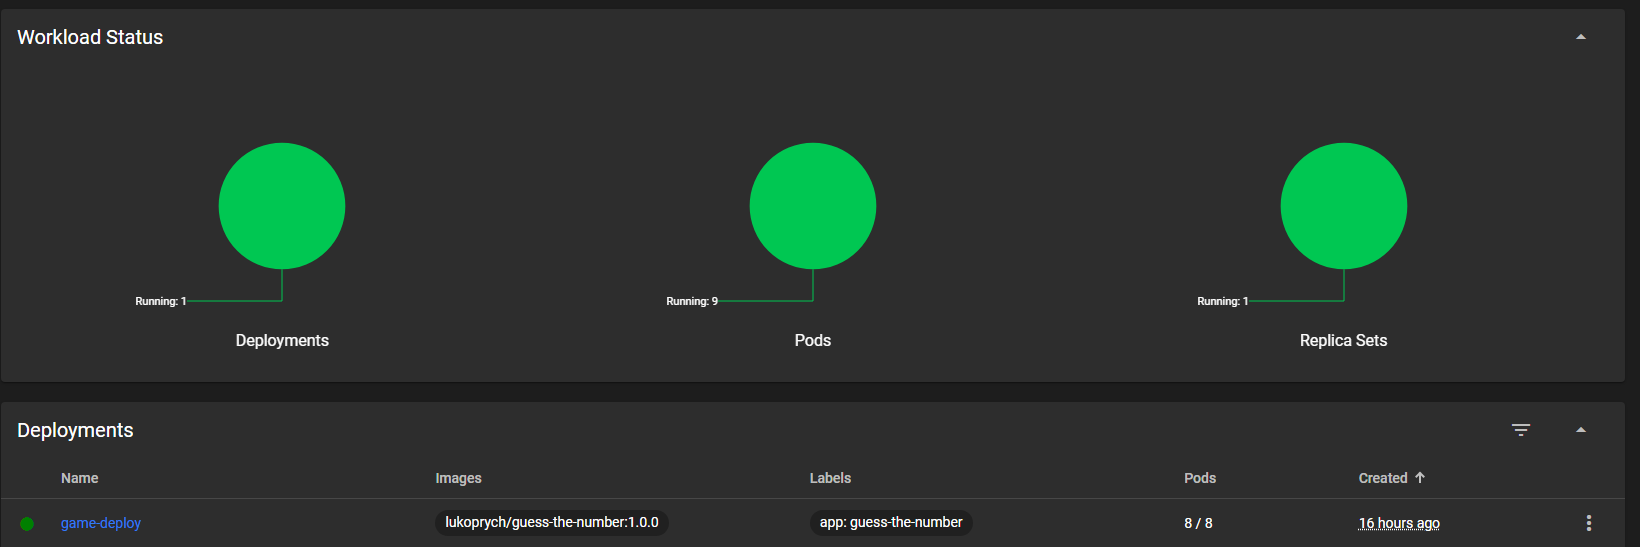 Workload Status
Running: 1
Running: 9
Running: 1
Deployments
Pods
Replica Sets
Deployments
Name Images Labels Pods Created
game-deploy lukoprych/guess-the-number:1.0.0 app: guess-the-number 8 / 8 16 hours ago